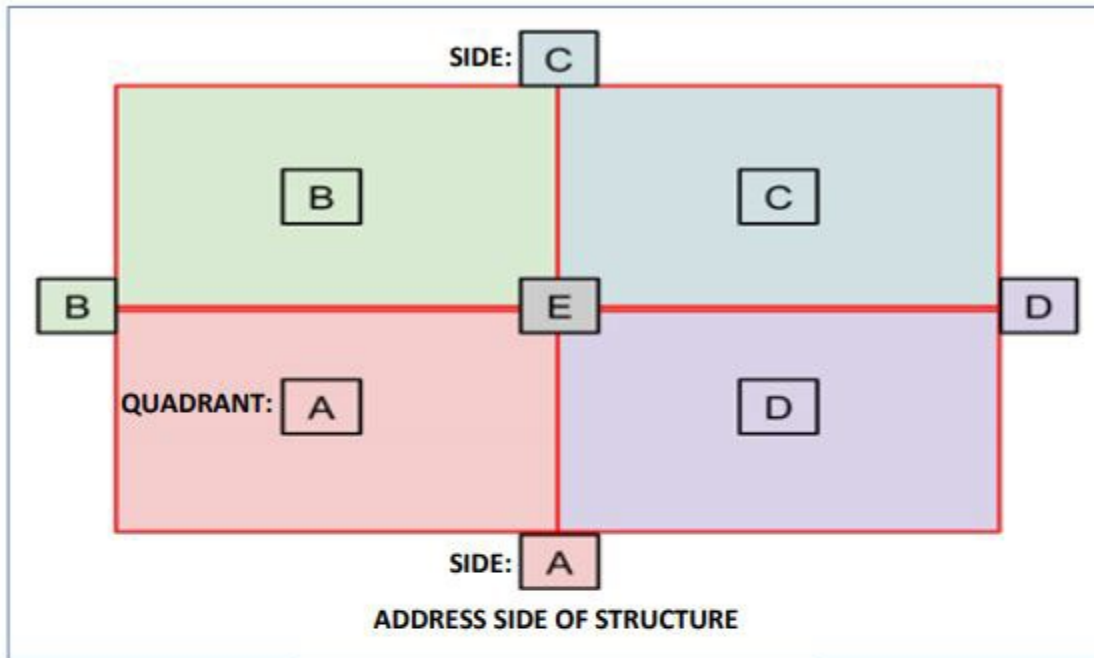 SIDE: C
B C
B E D
QUADRANT: A D
SIDE: A
ADDRESS SIDE OF STRUCTURE